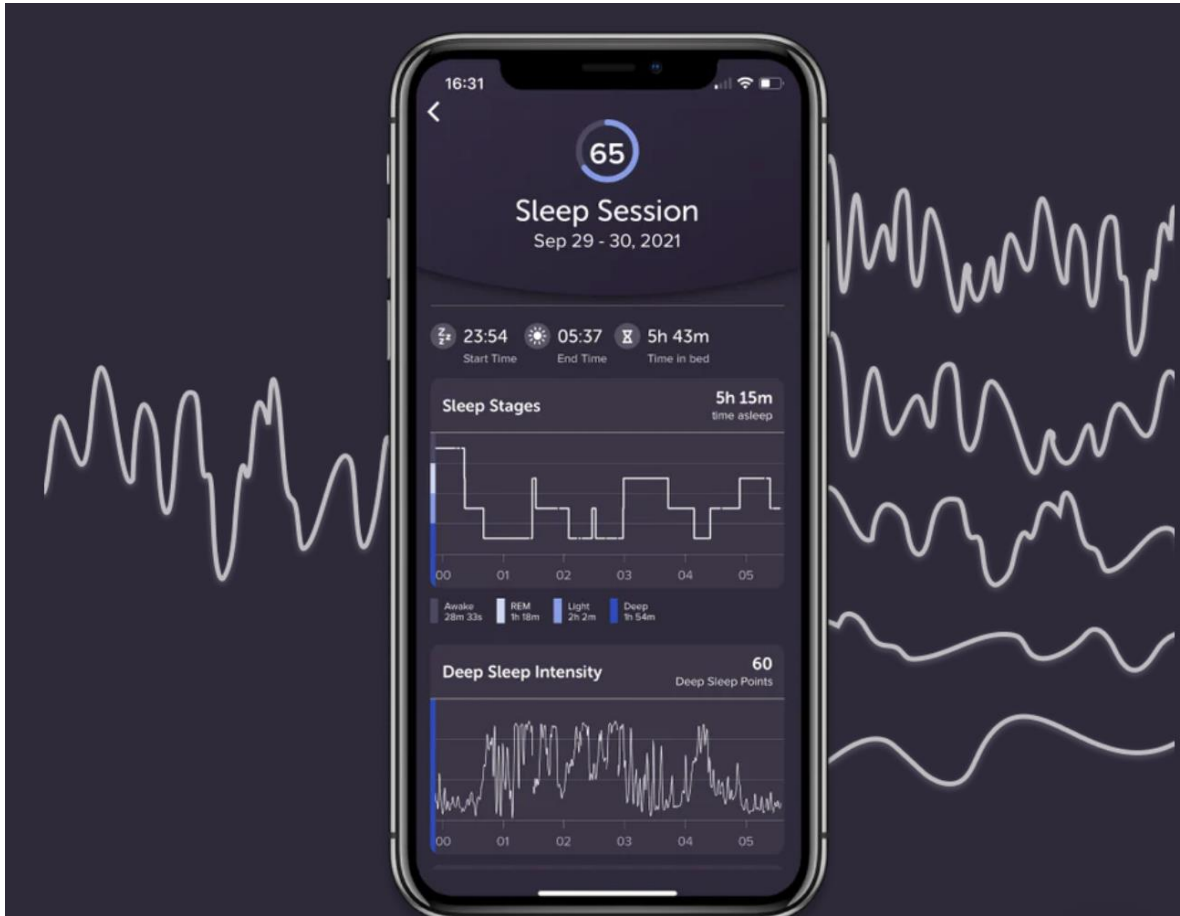 16:31
65
Sleep Session
Sep 29 - 30, 2021
23:54 05:37 5h 43m
Start Time End Time Time in bed
Sleep Stages 5h 15m
time asleep
00 01 02 03 04 05
Awake REM Light Deep
28m 33s 1h 18m 2h 2m 1h 54m
Deep Sleep Intensity 60
Deep Sleep Points
00 01 02 03 04 05